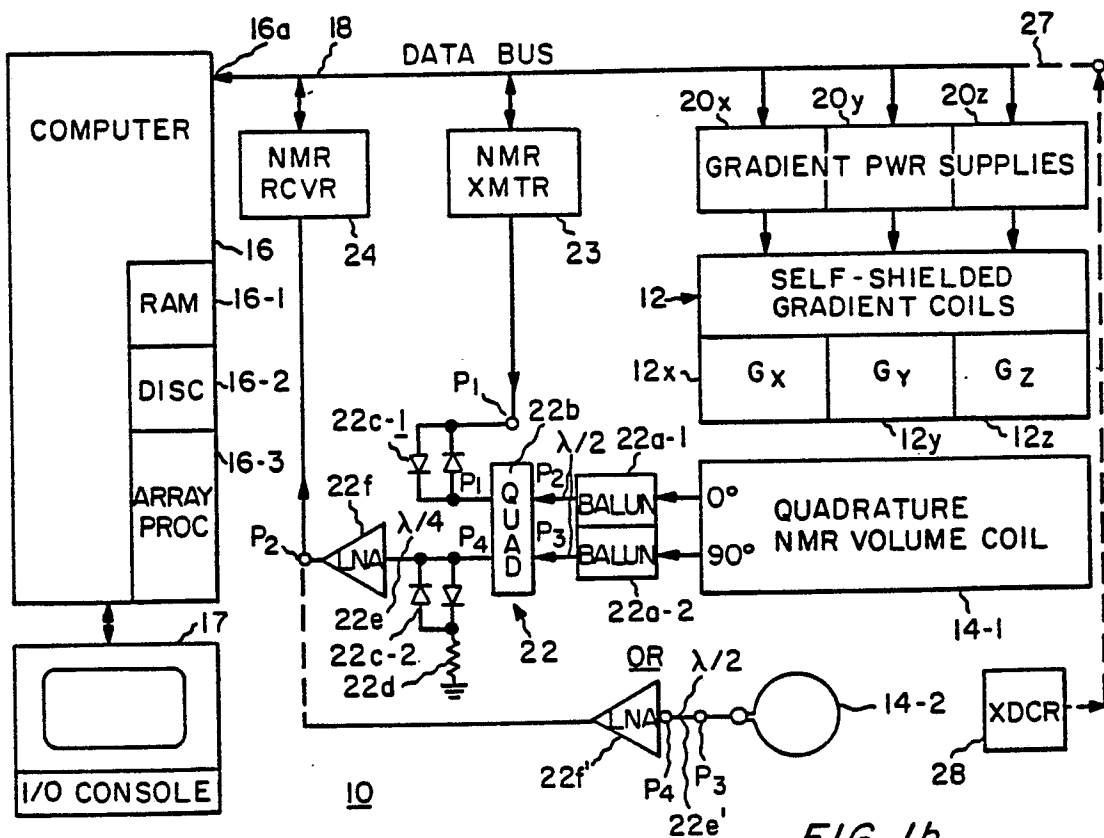 16a
18
DATA BUS
27
COMPUTER
20x
20y
20z
NMR
RCVR
NMR
XMTR
GRADIENT PWR SUPPLIES
16
24
23
SELF-SHIELDED
GRADIENT COILS
12
RAM
16-1
DISC
16-2
12x
GX
GY
GZ
P1
22b
22c-1
λ/2
22a-1
12y
12z
16-3
ARRAY
PROC
22f
P1
QUAD
P2
BALUN
0°
QUADRATURE
NMR VOLUME COIL
λ/4
P4
P3
BALUN
90°
P2
LNA
22e
22a-2
22c-2
22
14-1
17
22d
OR
λ/2
LNA
14-2
XDCR
I/O CONSOLE
10
22f'
P4
P3
28
22e'
FIG. 1b